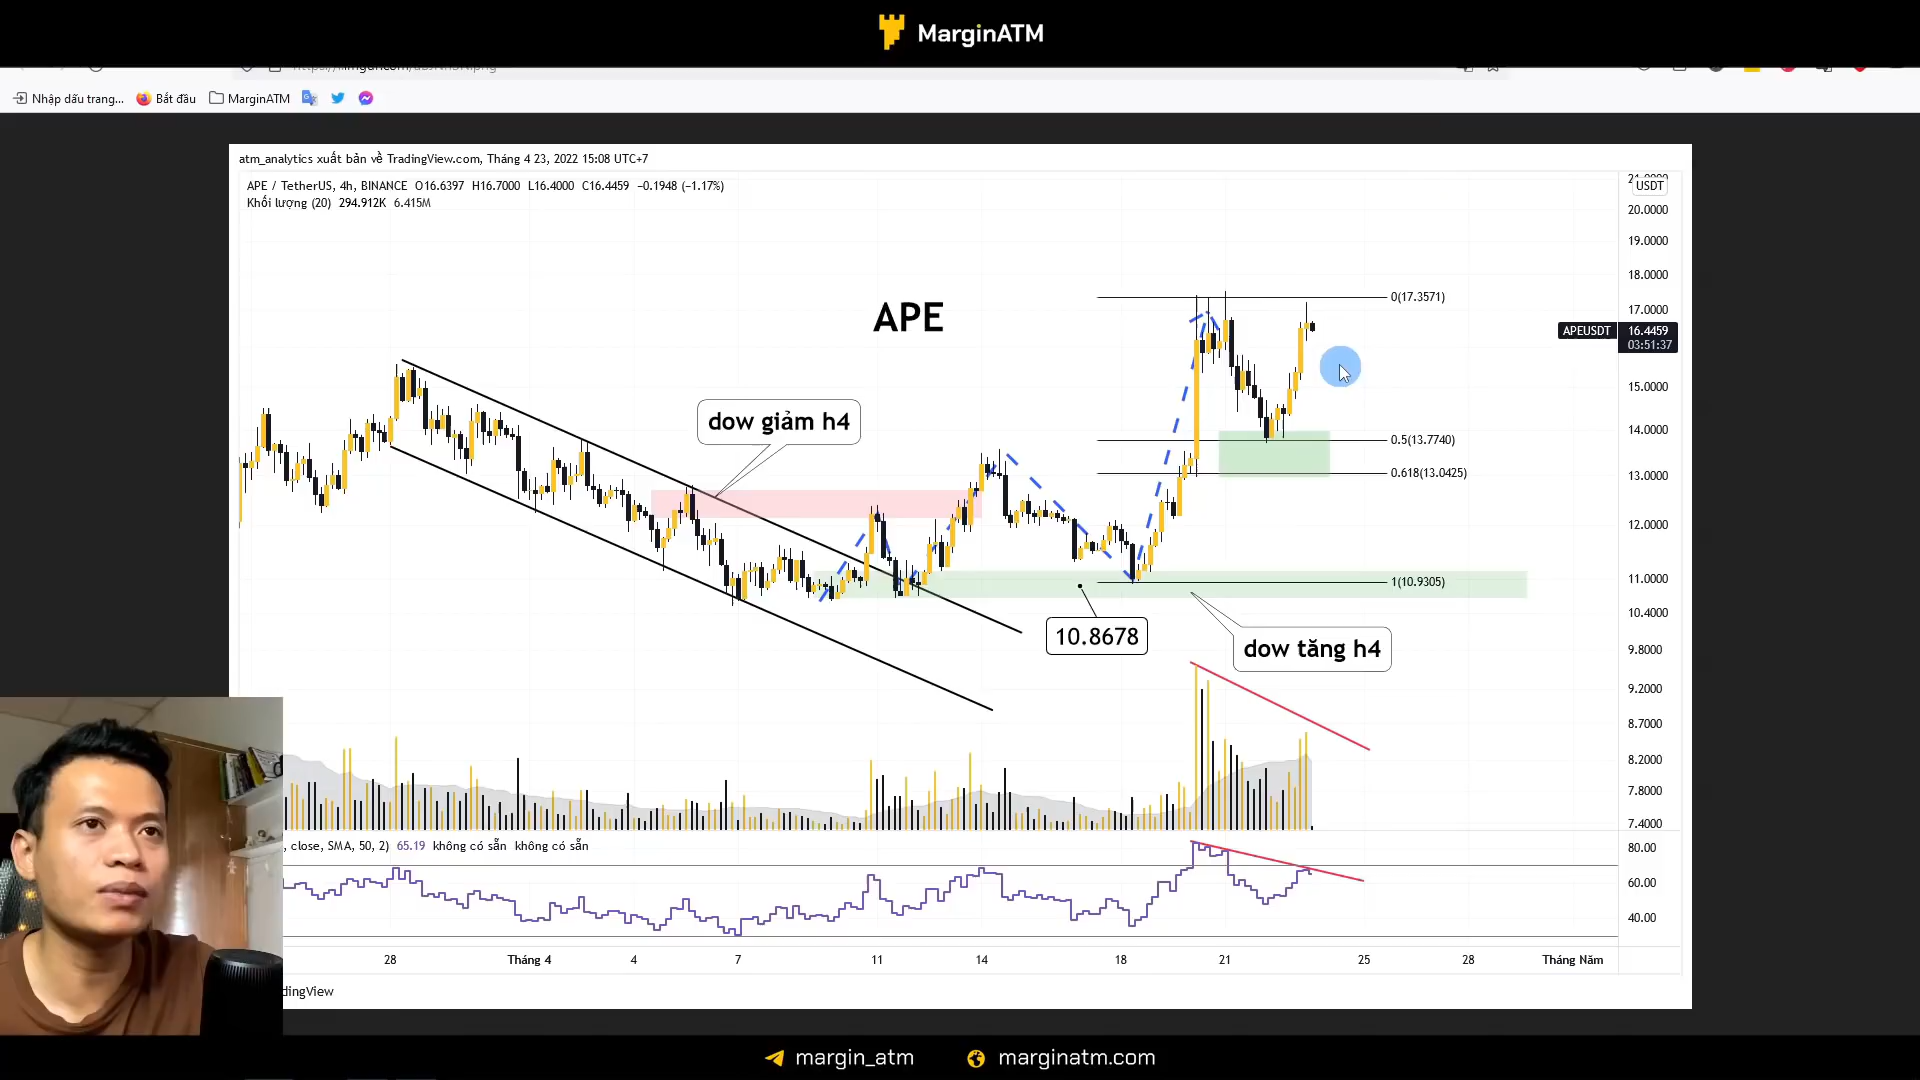 MarginATM
Nhập dấu trang...
Bắt đầu
MarginATM
atm_analytics xuất bản về TradingView.com, Tháng 4 23, 2022 15:08 UTC+7
APE / TetherUS, 4h, BINANCE O16.6397 H16.7000 L16.4000 C16.4459 −0.1948 (−1.17%)
Khối lượng (20) 294.912K 6.415M
USDT
20.0000
19.0000
18.0000
17.0000
APEUSDT 16.4459
03:51:37
15.0000
14.0000
13.0000
12.0000
11.0000
10.4000
9.8000
9.2000
8.7000
8.2000
7.8000
7.4000
APE
0(17.3571)
dow giảm h4
0.5(13.7740)
0.618(13.0425)
1(10.9305)
10.8678
dow tăng h4
, close, SMA, 50, 2) 65.19 không có sẵn không có sẵn
80.00
60.00
40.00
28
Tháng 4
4
7
11
14
18
21
25
28
Tháng Năm
dingView
margin_atm
marginatm.com